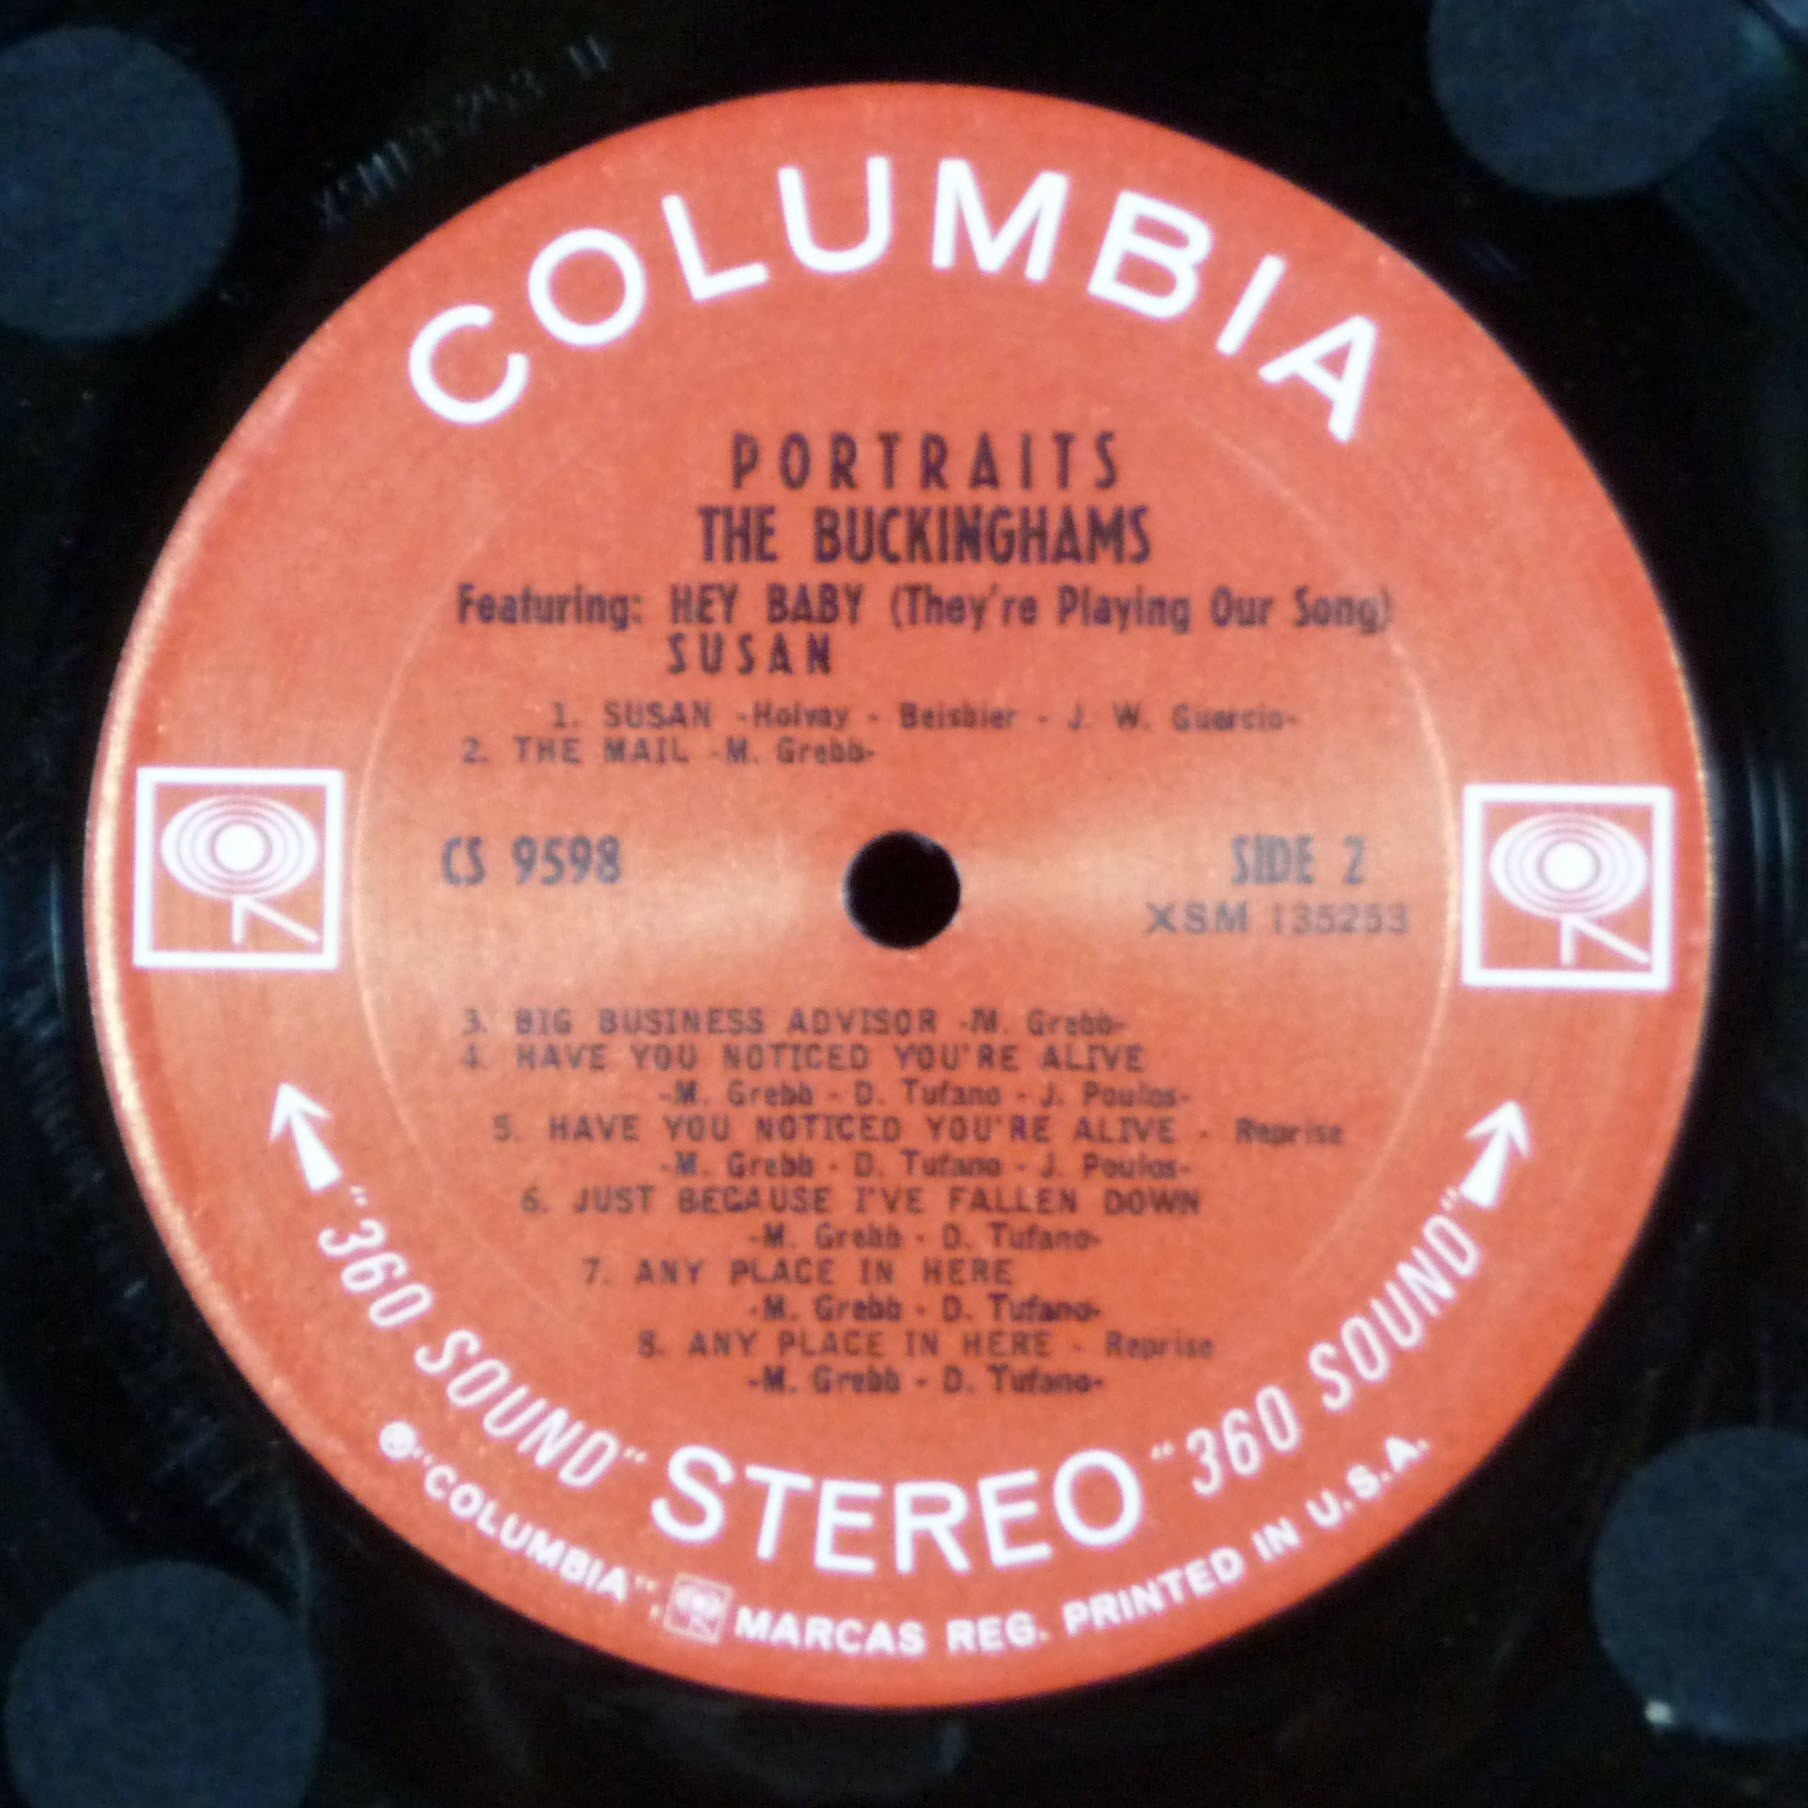 COLUMBIA
PORTRAITS
THE BUCKINGHAMS
Featuring: HEY BABY (They're Playing Our Song)
SUSAN
1. SUSAN -Holvay - Beisbier - J. W. Guercio-
2. THE MAIL -M. Grebb-
CS 9598
SIDE 2
XSM 135253
3. BIG BUSINESS ADVISOR -M. Grebb-
4. HAVE YOU NOTICED YOU'RE ALIVE
-M. Grebb - D. Tufano - J. Poulos-
5. HAVE YOU NOTICED YOU'RE ALIVE - Reprise
-M. Grebb - D. Tufano - J. Poulos-
6. JUST BECAUSE I'VE FALLEN DOWN
-M. Grebb - D. Tufano-
7. ANY PLACE IN HERE
-M. Grebb - D. Tufano-
8. ANY PLACE IN HERE - Reprise
-M. Grebb - D. Tufano-
"360 SOUND" STEREO "360 SOUND"
"COLUMBIA", MARCAS REG. PRINTED IN U.S.A.